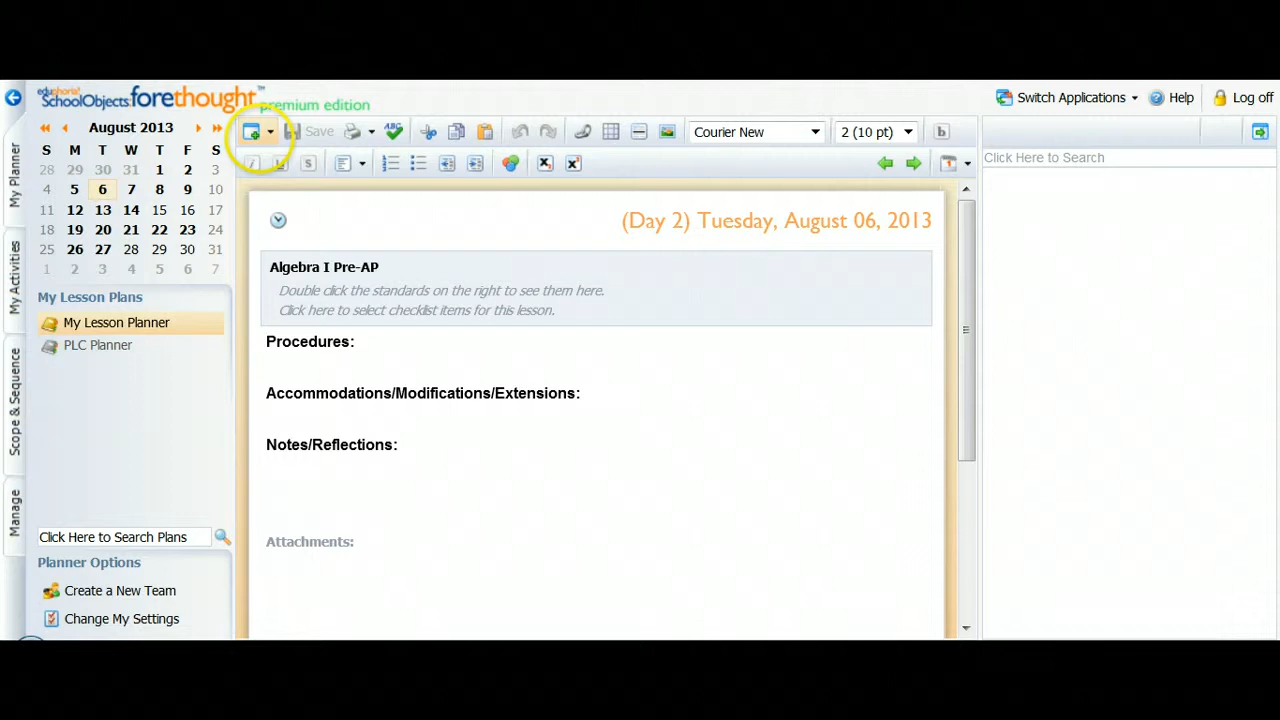 eduphoria!
SchoolObjects:forethought™
premium edition
Switch Applications
Help
Log off
August 2013
S M T W T F S
28 29 30 31 1 2 3
4 5 6 7 8 9 10
11 12 13 14 15 16 17
18 19 20 21 22 23 24
25 26 27 28 29 30 31
1 2 3 4 5 6 7
Save
ABC
Courier New
2 (10 pt)
b
i
u
S
X2
X2
1
My Planner
My Activities
Scope & Sequence
Manage
My Lesson Plans
My Lesson Planner
PLC Planner
Click Here to Search Plans
Planner Options
Create a New Team
Change My Settings
(Day 2) Tuesday, August 06, 2013
Algebra I Pre-AP
Double click the standards on the right to see them here.
Click here to select checklist items for this lesson.
Procedures:
Accommodations/Modifications/Extensions:
Notes/Reflections:
Attachments:
Click Here to Search